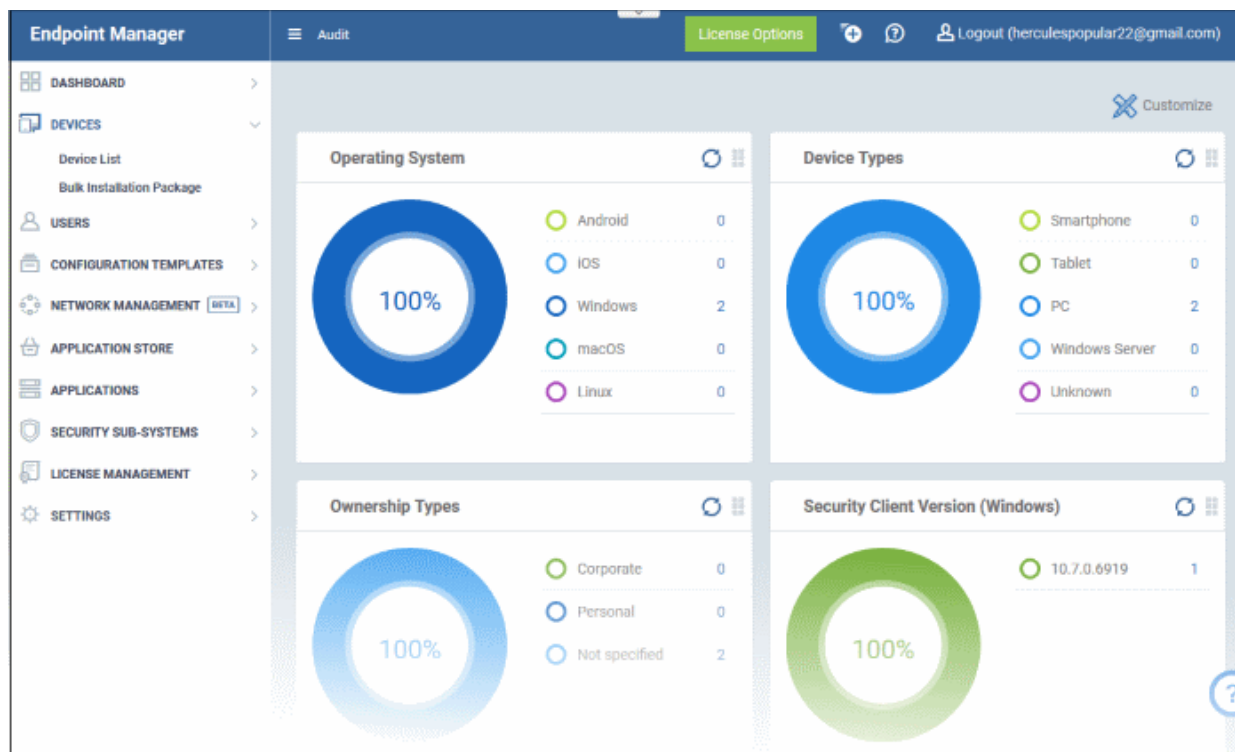 Endpoint Manager
Audit
License Options
Logout (herculespopular22@gmail.com)
DASHBOARD
DEVICES
Device List
Bulk Installation Package
USERS
CONFIGURATION TEMPLATES
NETWORK MANAGEMENT BETA
APPLICATION STORE
APPLICATIONS
SECURITY SUB-SYSTEMS
LICENSE MANAGEMENT
SETTINGS
Customize
Operating System
100%
Android 0
iOS 0
Windows 2
macOS 0
Linux 0
Device Types
100%
Smartphone 0
Tablet 0
PC 2
Windows Server 0
Unknown 0
Ownership Types
100%
Corporate 0
Personal 0
Not specified 2
Security Client Version (Windows)
100%
10.7.0.6919 1
?